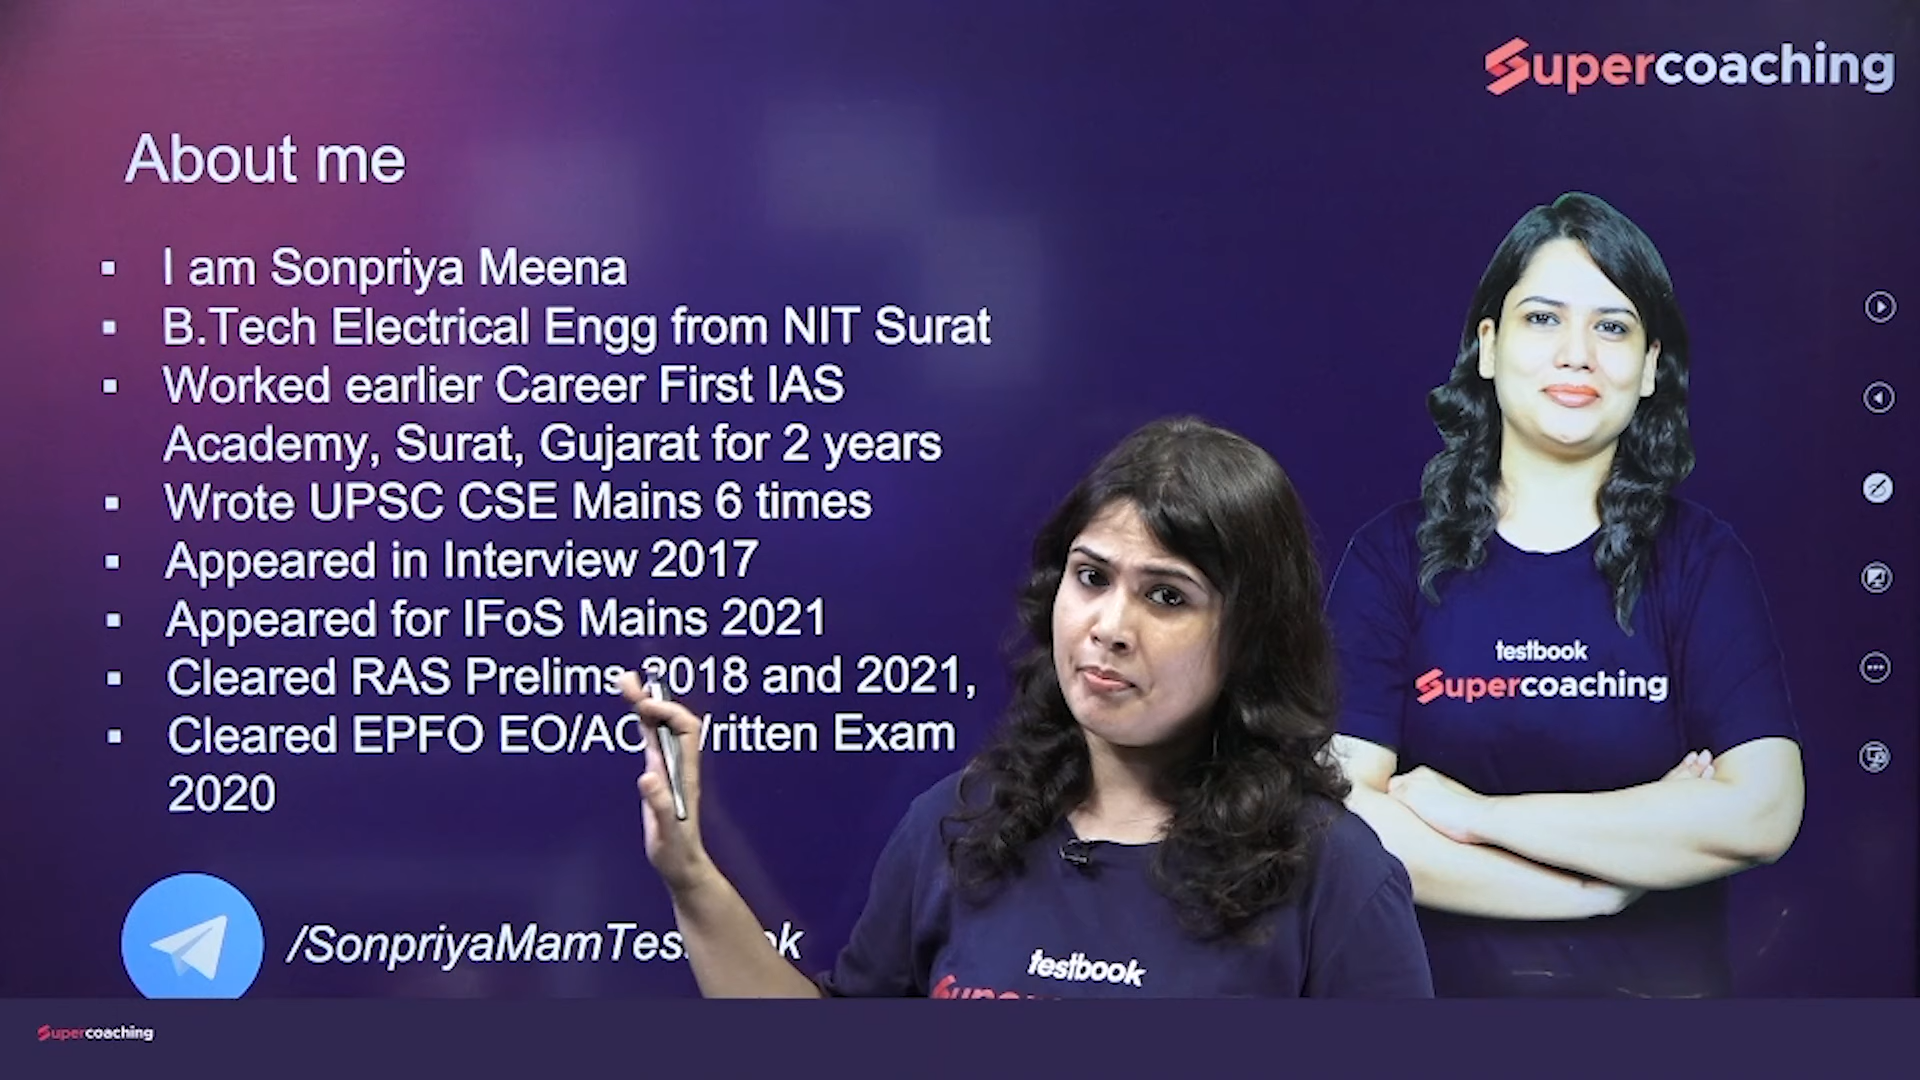 Supercoaching
About me
▪ I am Sonpriya Meena
▪ B.Tech Electrical Engg from NIT Surat
▪ Worked earlier Career First IAS
Academy, Surat, Gujarat for 2 years
▪ Wrote UPSC CSE Mains 6 times
▪ Appeared in Interview 2017
▪ Appeared for IFoS Mains 2021
▪ Cleared RAS Prelims 2018 and 2021,
▪ Cleared EPFO EO/AO Written Exam
2020
testbook
Supercoaching
testbook
Supercoaching